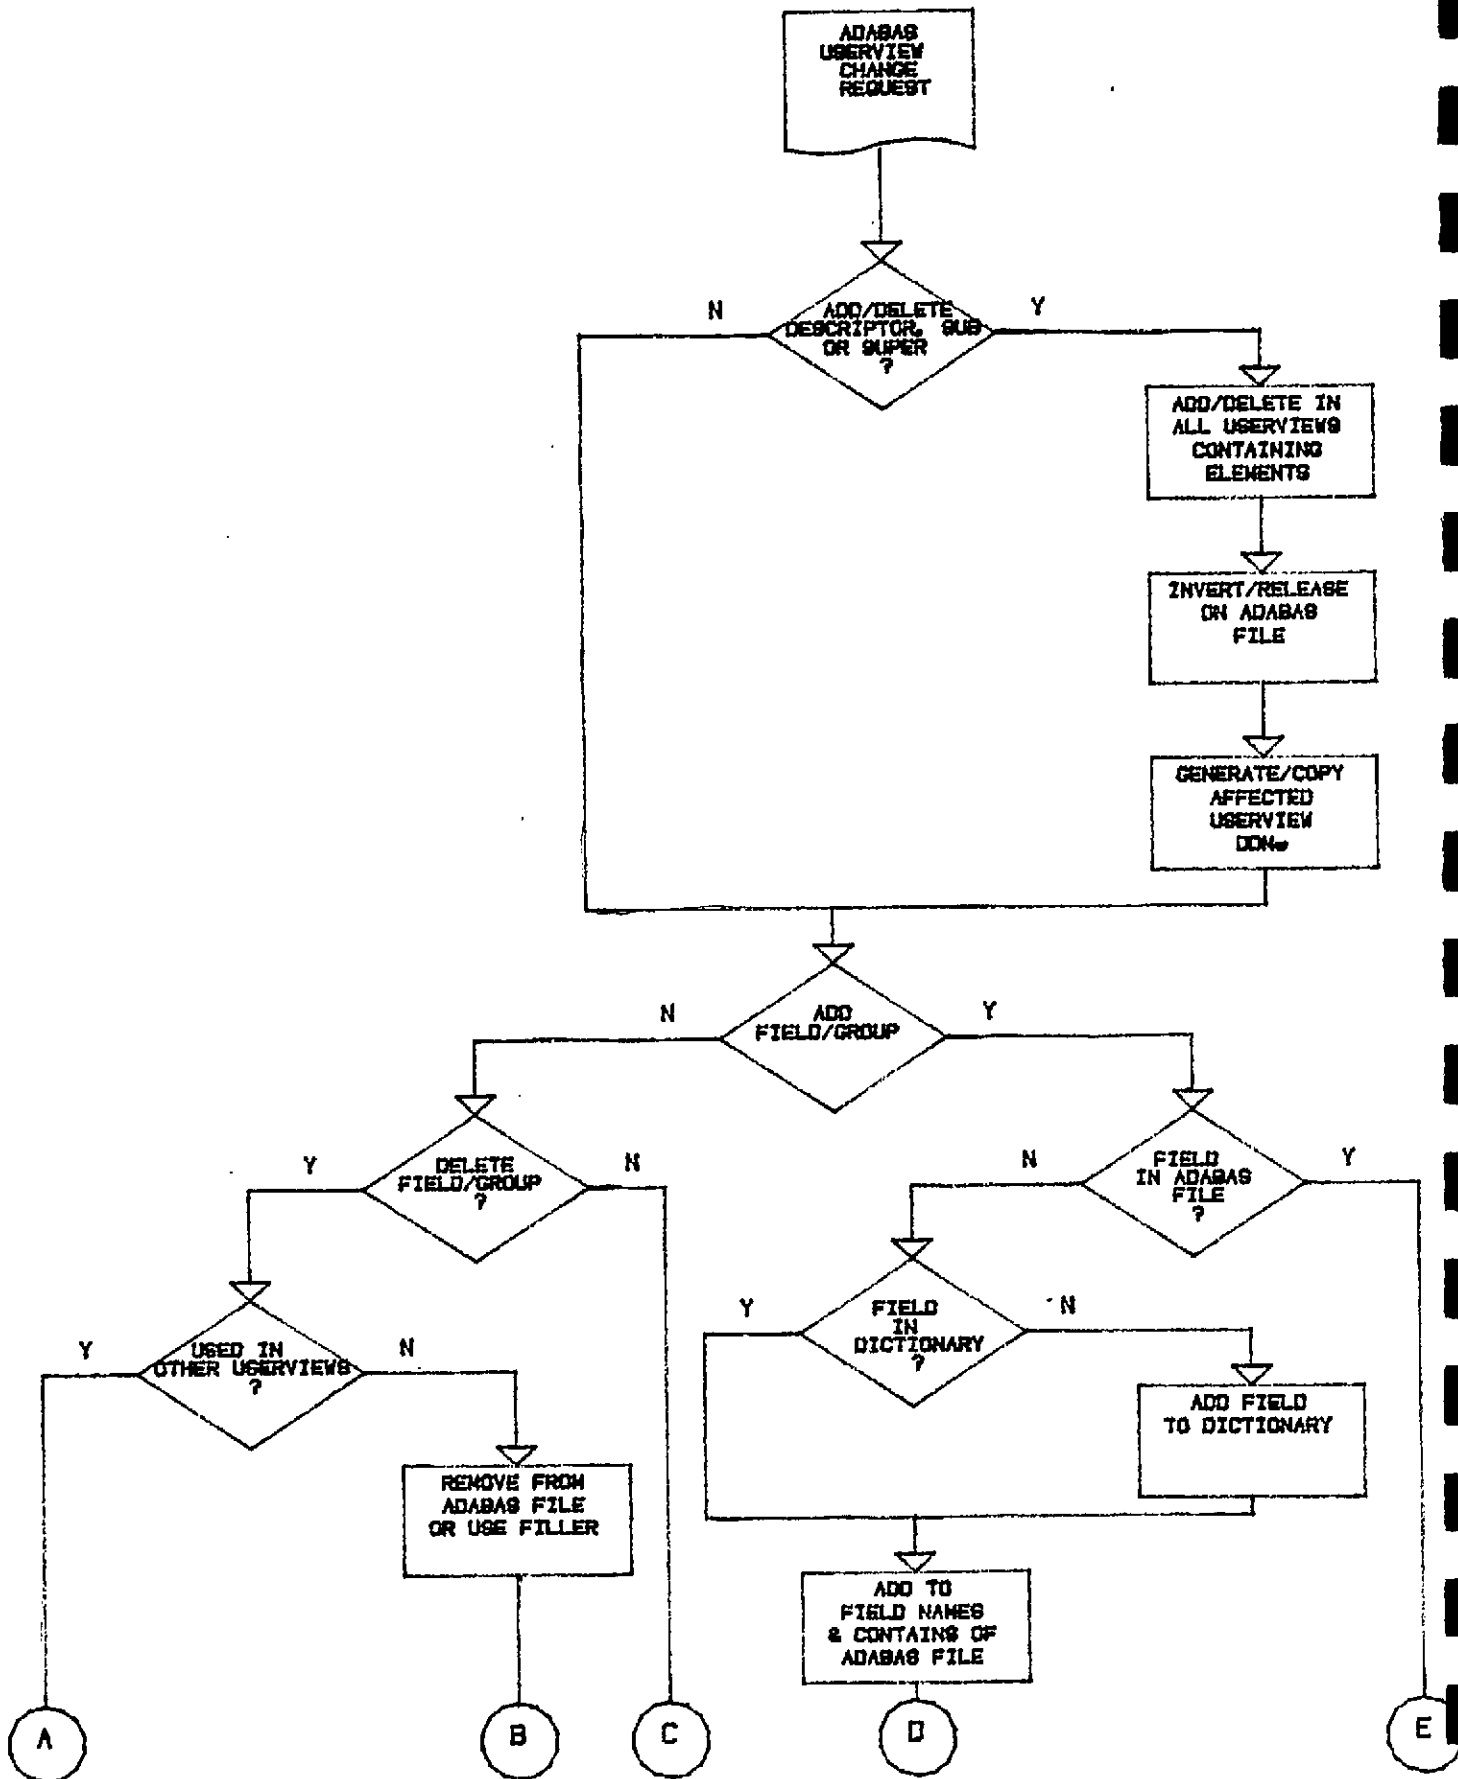 ADABAS
USERVIEW
CHANGE
REQUEST
N
ADD/DELETE
DESCRIPTOR, SUB
OR SUPER
?
Y
ADD/DELETE IN
ALL USERVIEWS
CONTAINING
ELEMENTS
INVERT/RELEASE
ON ADABAS
FILE
GENERATE/COPY
AFFECTED
USERVIEW
DDMs
N
ADD
FIELD/GROUP
Y
Y
DELETE
FIELD/GROUP
?
N
N
FIELD
IN ADABAS
FILE
?
Y
Y
USED IN
OTHER USERVIEWS
?
N
Y
FIELD
IN
DICTIONARY
?
N
ADD FIELD
TO DICTIONARY
REMOVE FROM
ADABAS FILE
OR USE FILLER
ADD TO
FIELD NAMES
& CONTAINS OF
ADABAS FILE
A
B
C
D
E